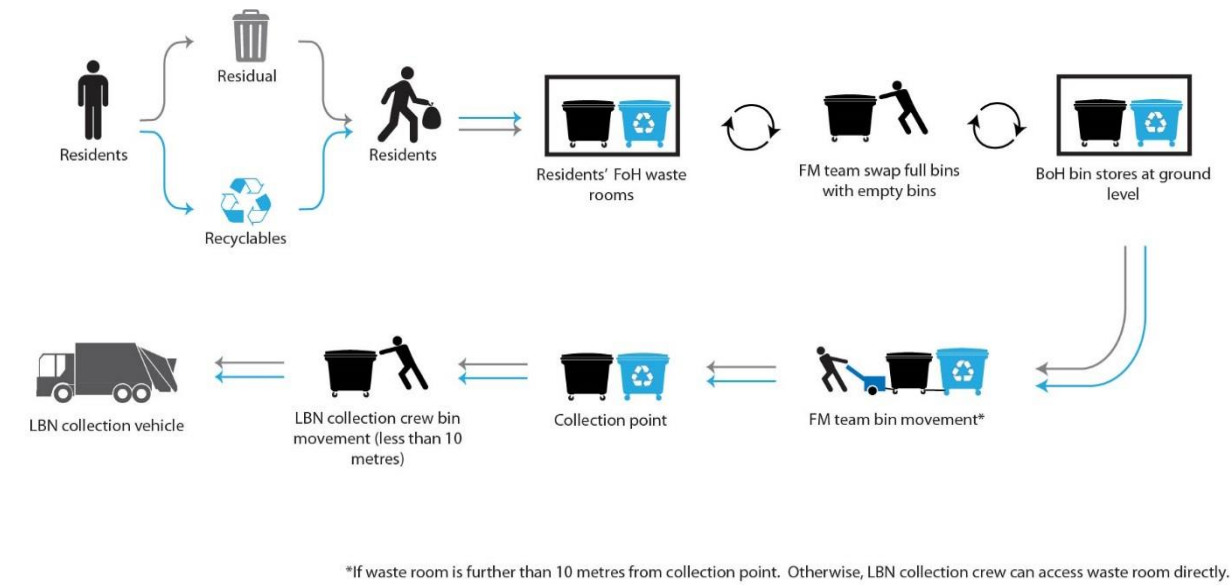 Residual
Residents
Recyclables
Residents
Residents’ FoH waste
rooms
FM team swap full bins
with empty bins
BoH bin stores at ground
level
LBN collection vehicle
LBN collection crew bin
movement (less than 10
metres)
Collection point
FM team bin movement*
*If waste room is further than 10 metres from collection point. Otherwise, LBN collection crew can access waste room directly.